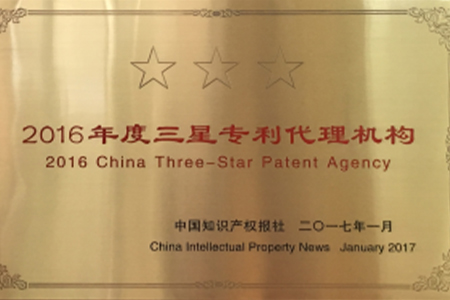 2016年度三星专利代理机构
2016 China Three-Star Patent Agency
中国知识产权报社 二〇一七年一月
China Intellectual Property News January 2017